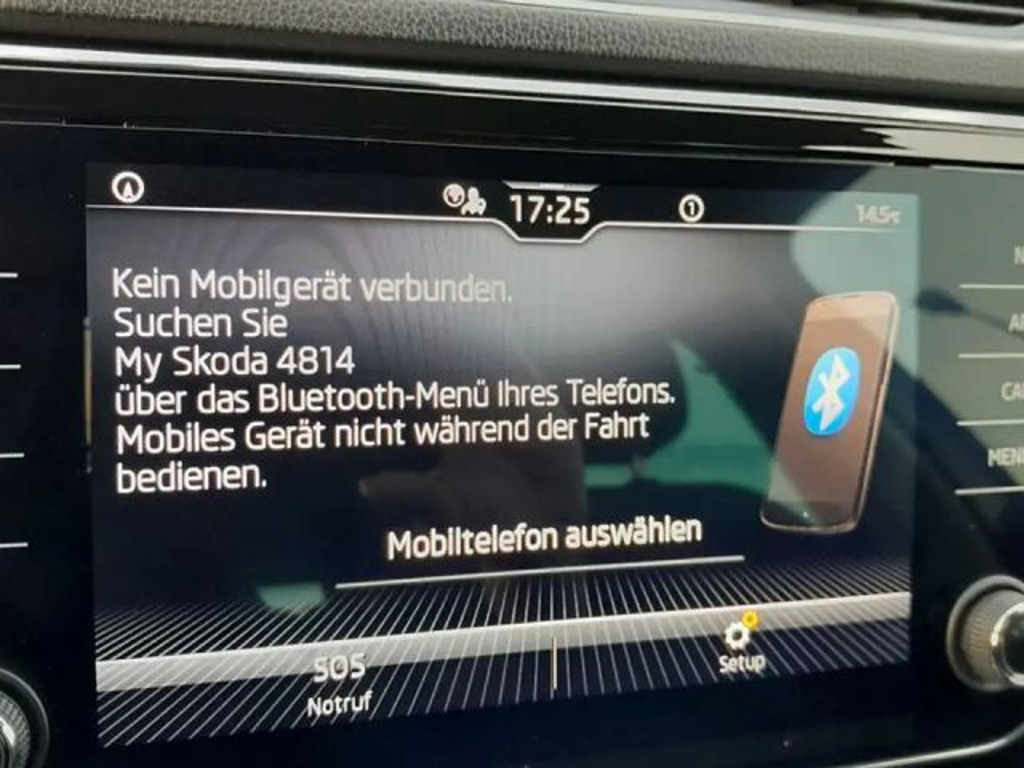 17:25
1
14.5°C
Kein Mobilgerät verbunden.
Suchen Sie
My Skoda 4814
über das Bluetooth-Menü Ihres Telefons.
Mobiles Gerät nicht während der Fahrt
bedienen.
Mobiltelefon auswählen
SOS
Notruf
Setup